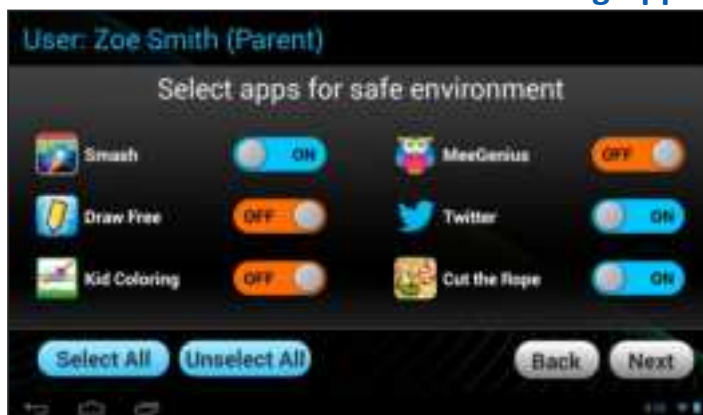 User: Zoe Smith (Parent)
Select apps for safe environment
Smash ON MeeGenius OFF
Draw Free OFF Twitter ON
Kid Coloring OFF Cut the Rope ON
Select All Unselect All Back Next